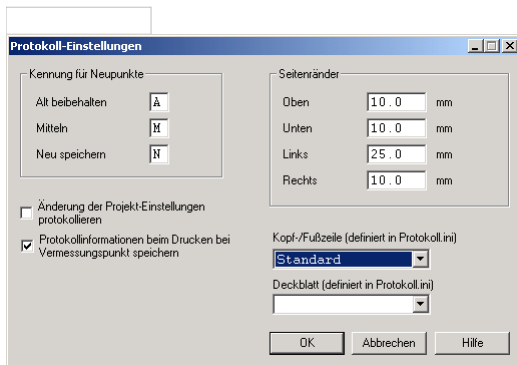 Protokoll-Einstellungen
Kennung für Neupunkte
Alt beibehalten A
Mitteln M
Neu speichern N
Änderung der Projekt-Einstellungen
protokollieren
Protokollinformationen beim Drucken bei
Vermessungspunkt speichern
Seitenränder
Oben 10.0 mm
Unten 10.0 mm
Links 25.0 mm
Rechts 10.0 mm
Kopf-/Fußzeile (definiert in Protokoll.ini)
Standard
Deckblatt (definiert in Protokoll.ini)
OK Abbrechen Hilfe